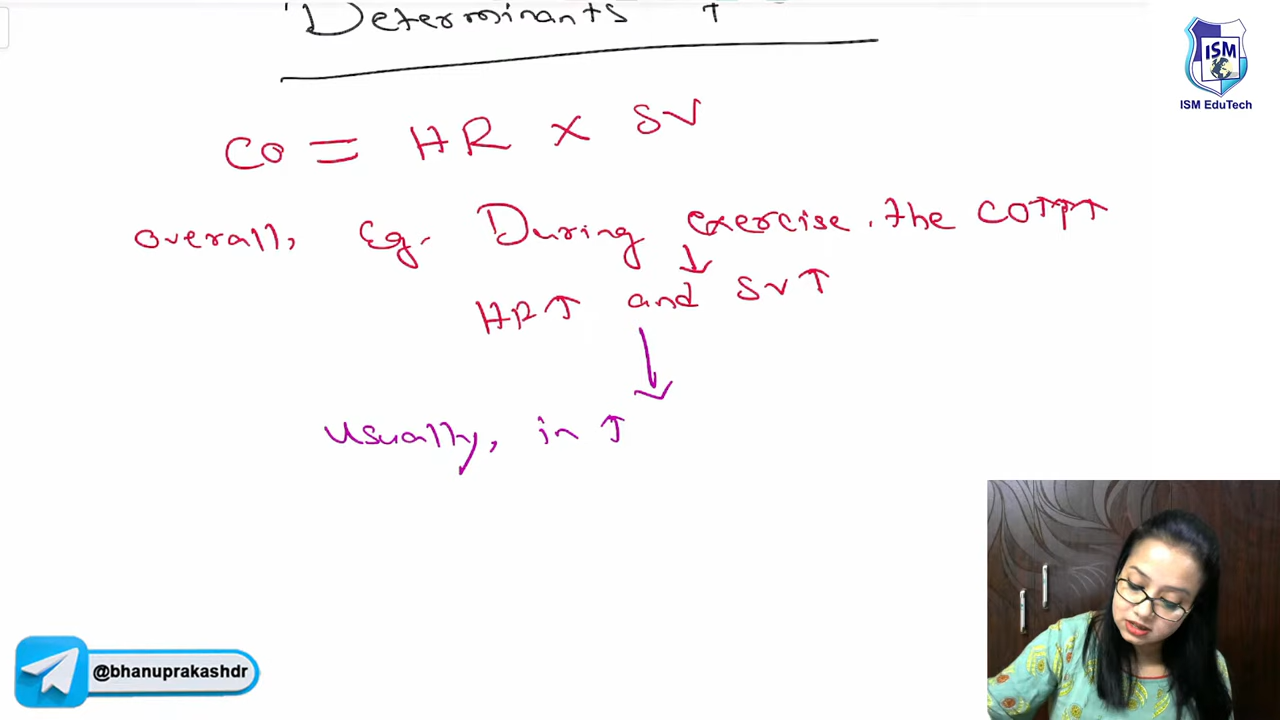 Determinants
ISM
ISM EduTech
CO = HR × SV
overall, Eg. During exercise. the CO↑↑↑
↓
HR↑ and SV↑
↓
Usually, in ↑
@bhanuprakashdr